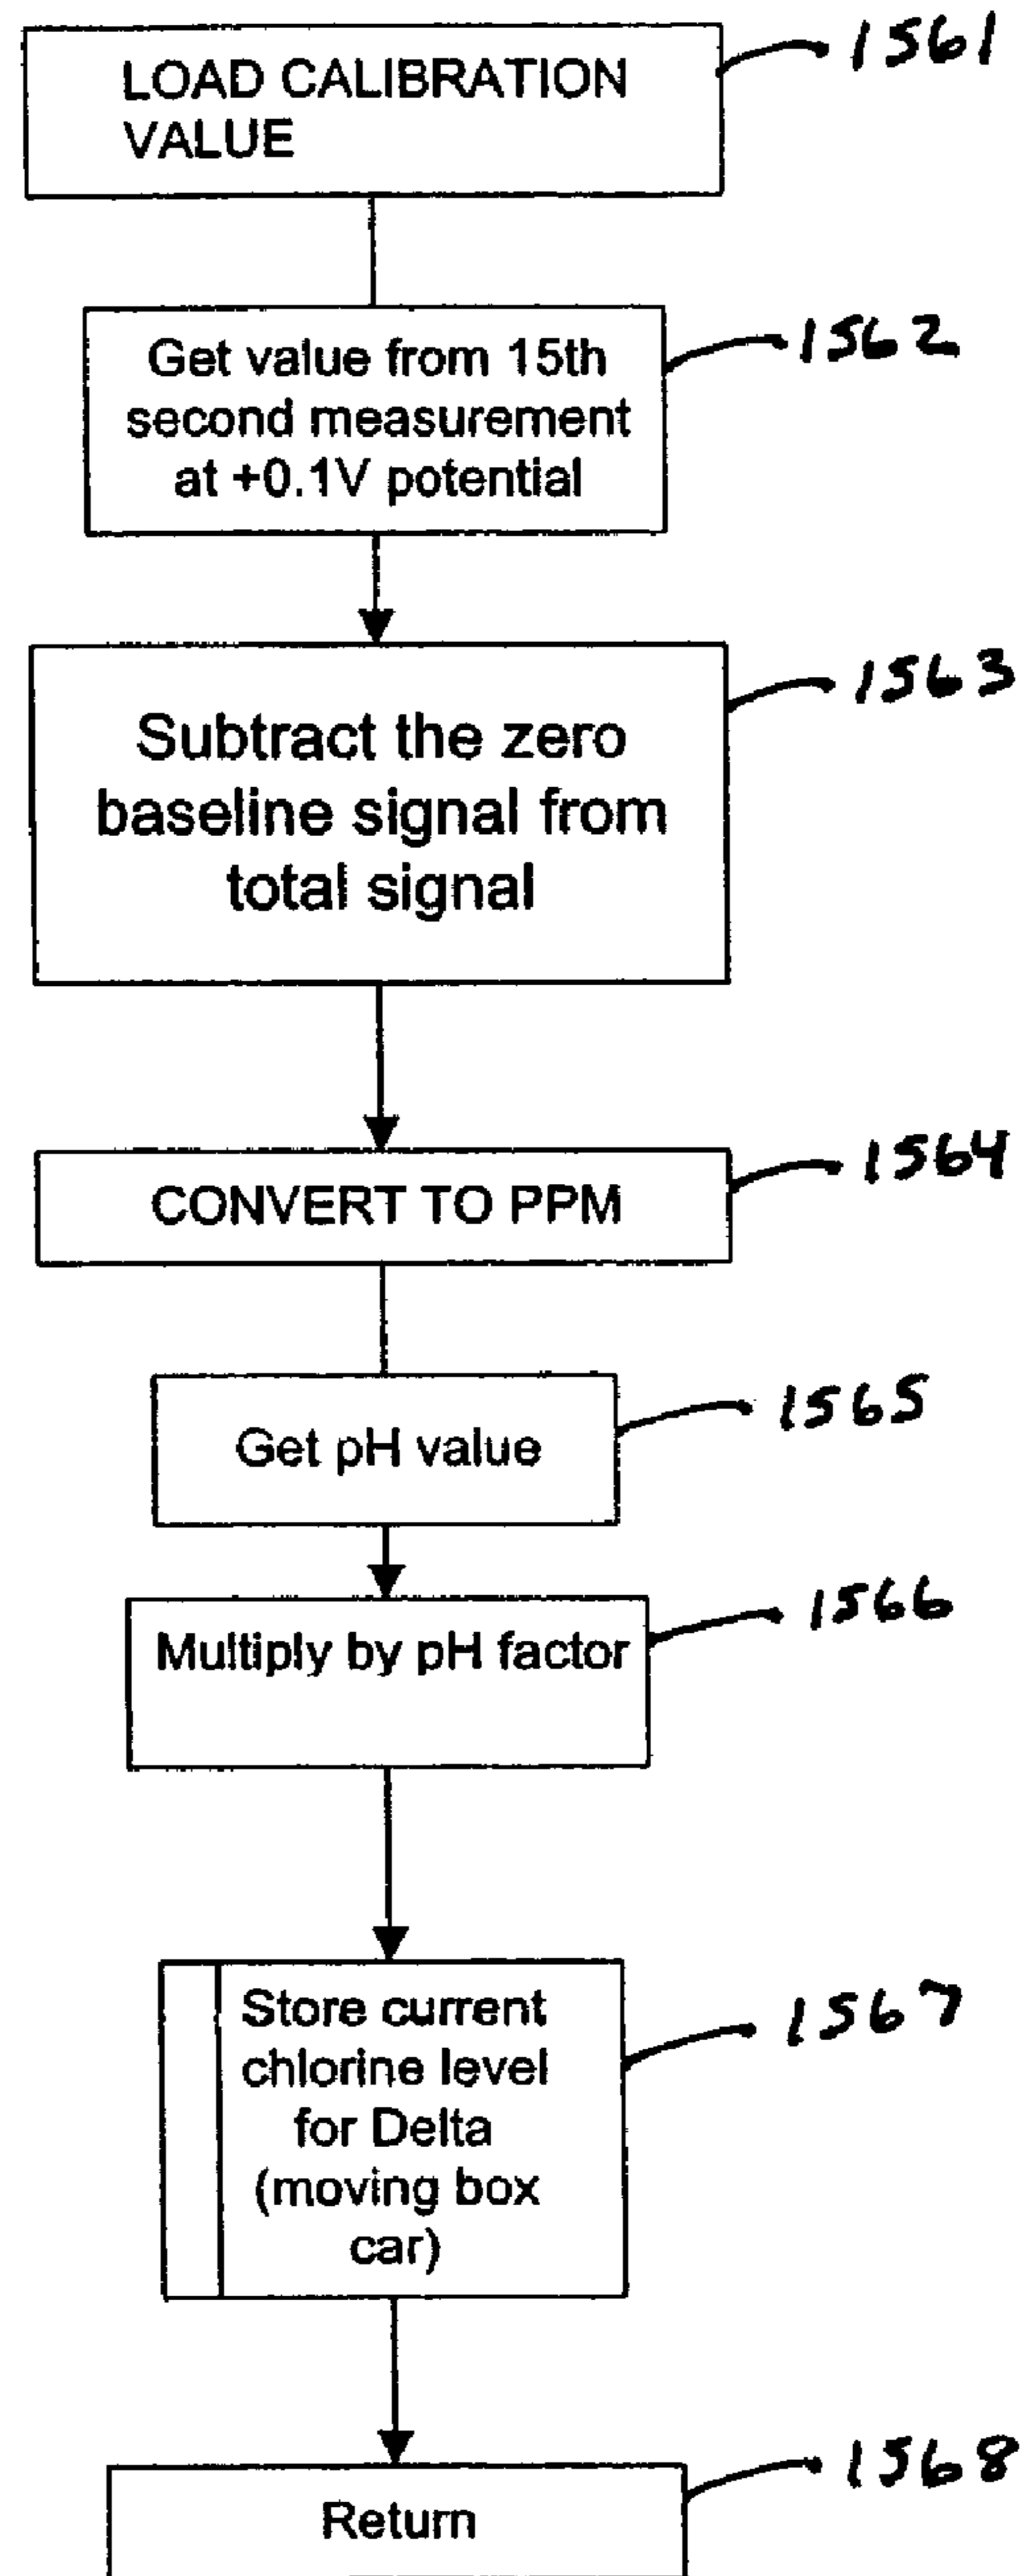 1561
LOAD CALIBRATION
VALUE
1562
Get value from 15th
second measurement
at +0.1V potential
1563
Subtract the zero
baseline signal from
total signal
1564
CONVERT TO PPM
1565
Get pH value
1566
Multiply by pH factor
1567
Store current
chlorine level
for Delta
(moving box
car)
1568
Return